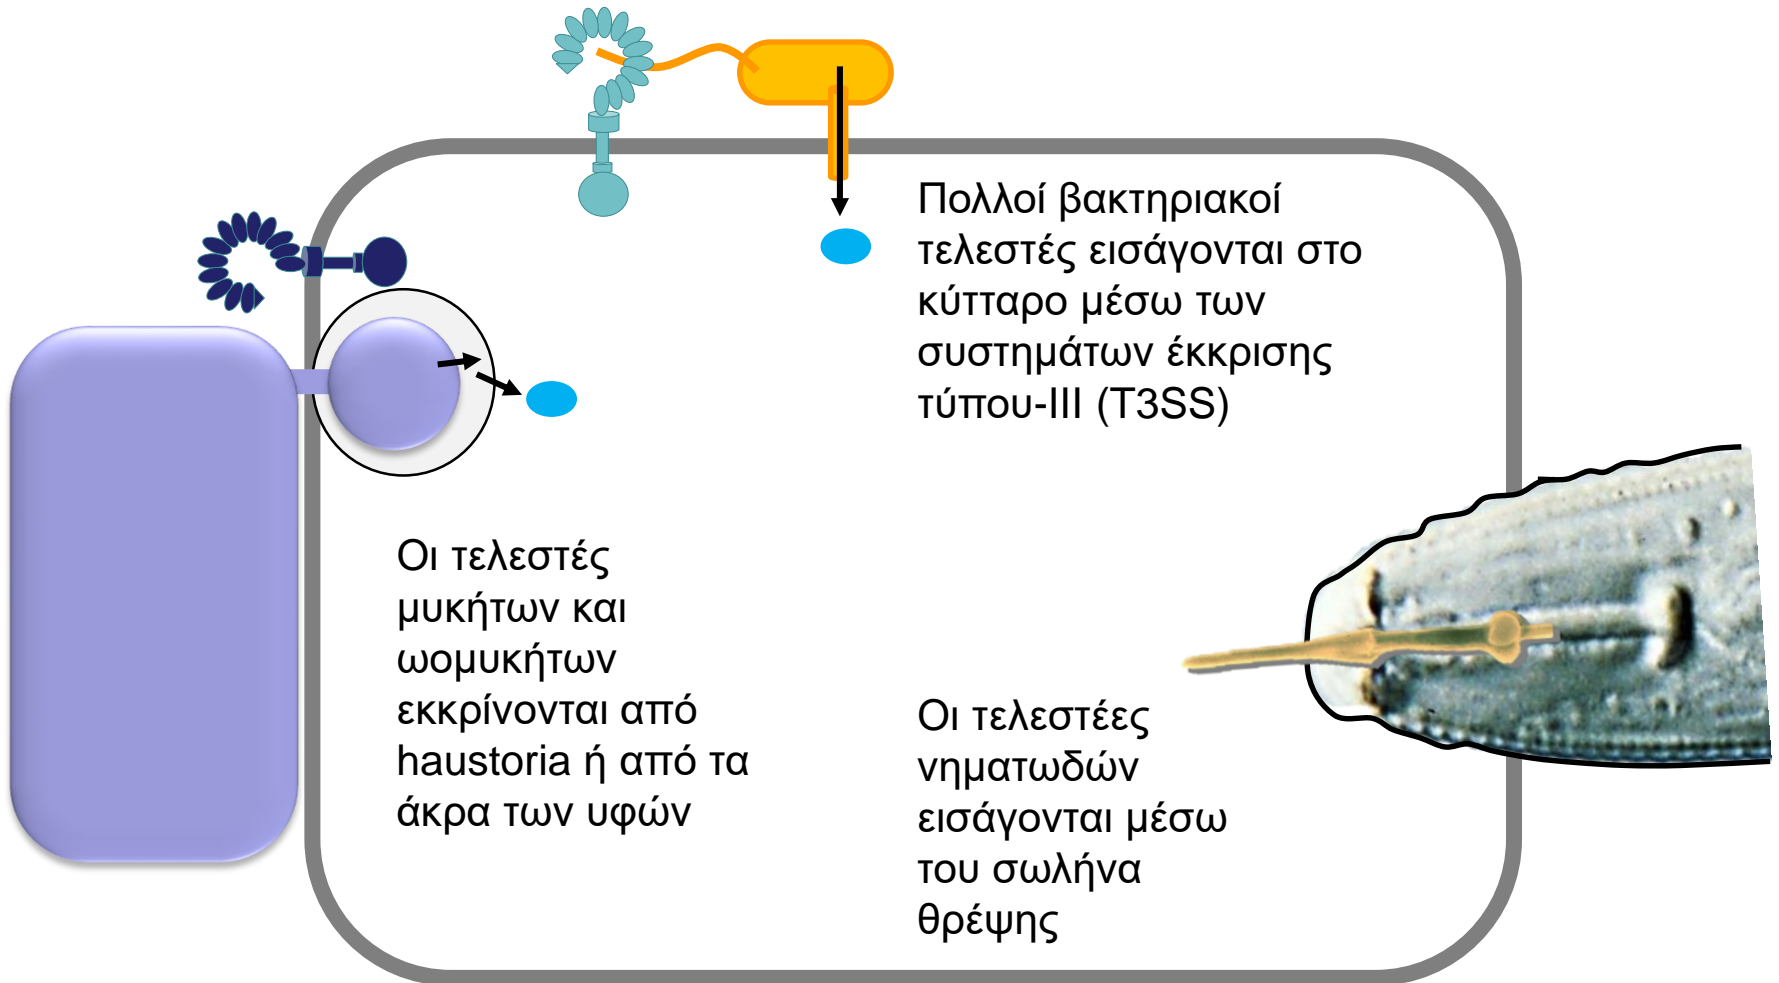 Πολλοί βακτηριακοί
τελεστές εισάγονται στο
κύτταρο μέσω των
συστημάτων έκκρισης
τύπου-III (T3SS)
Οι τελεστές
μυκήτων και
ωομυκήτων
εκκρίνονται από
haustoria ή από τα
άκρα των υφών
Οι τελεστέες
νηματωδών
εισάγονται μέσω
του σωλήνα
θρέψης